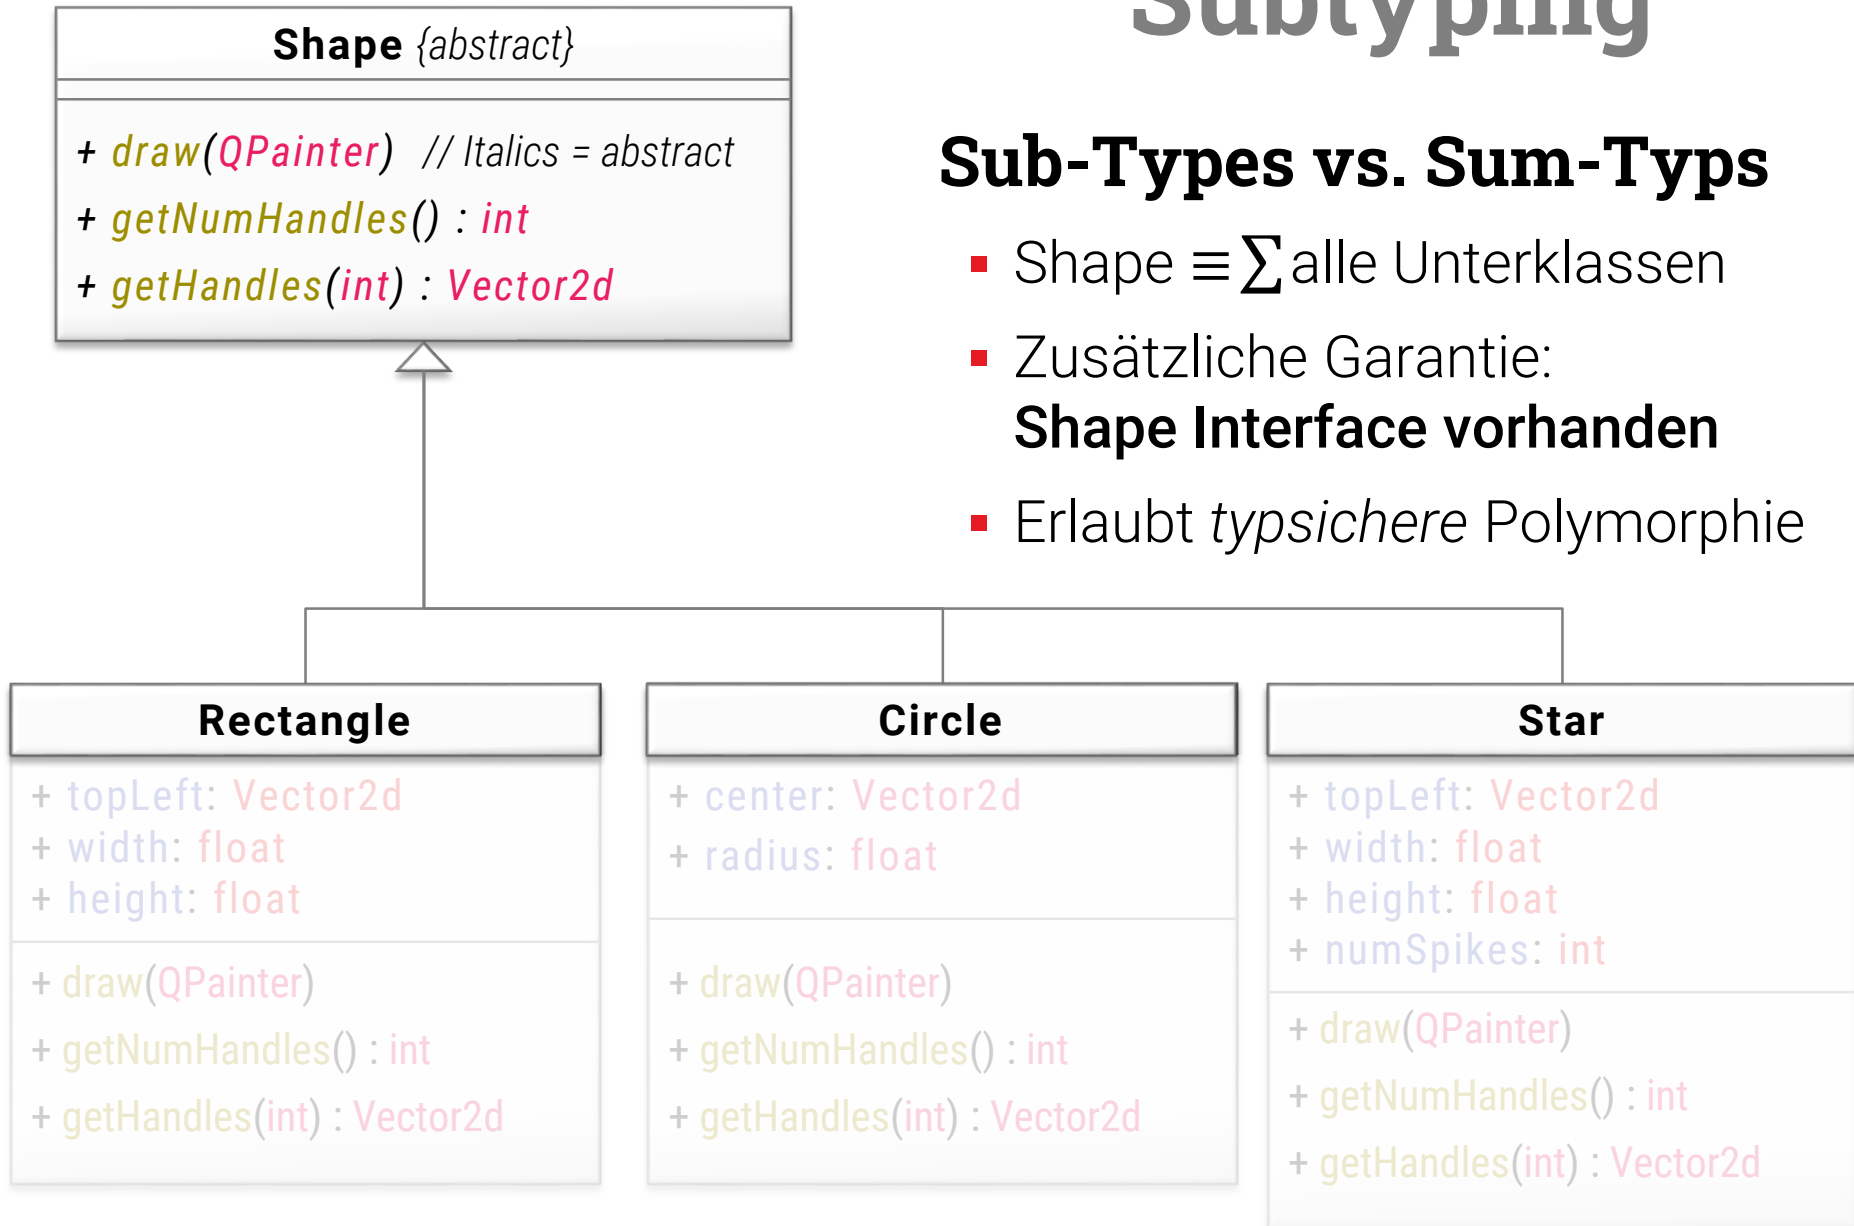 Subtyping
Shape {abstract}
+ draw(QPainter) // Italics = abstract
+ getNumHandles() : int
+ getHandles(int) : Vector2d
Sub-Types vs. Sum-Typs
▪ Shape ≡ ∑ alle Unterklassen
▪ Zusätzliche Garantie:
Shape Interface vorhanden
▪ Erlaubt typsichere Polymorphie
Rectangle
+ topLeft: Vector2d
+ width: float
+ height: float
+ draw(QPainter)
+ getNumHandles() : int
+ getHandles(int) : Vector2d
Circle
+ center: Vector2d
+ radius: float
+ draw(QPainter)
+ getNumHandles() : int
+ getHandles(int) : Vector2d
Star
+ topLeft: Vector2d
+ width: float
+ height: float
+ numSpikes: int
+ draw(QPainter)
+ getNumHandles() : int
+ getHandles(int) : Vector2d